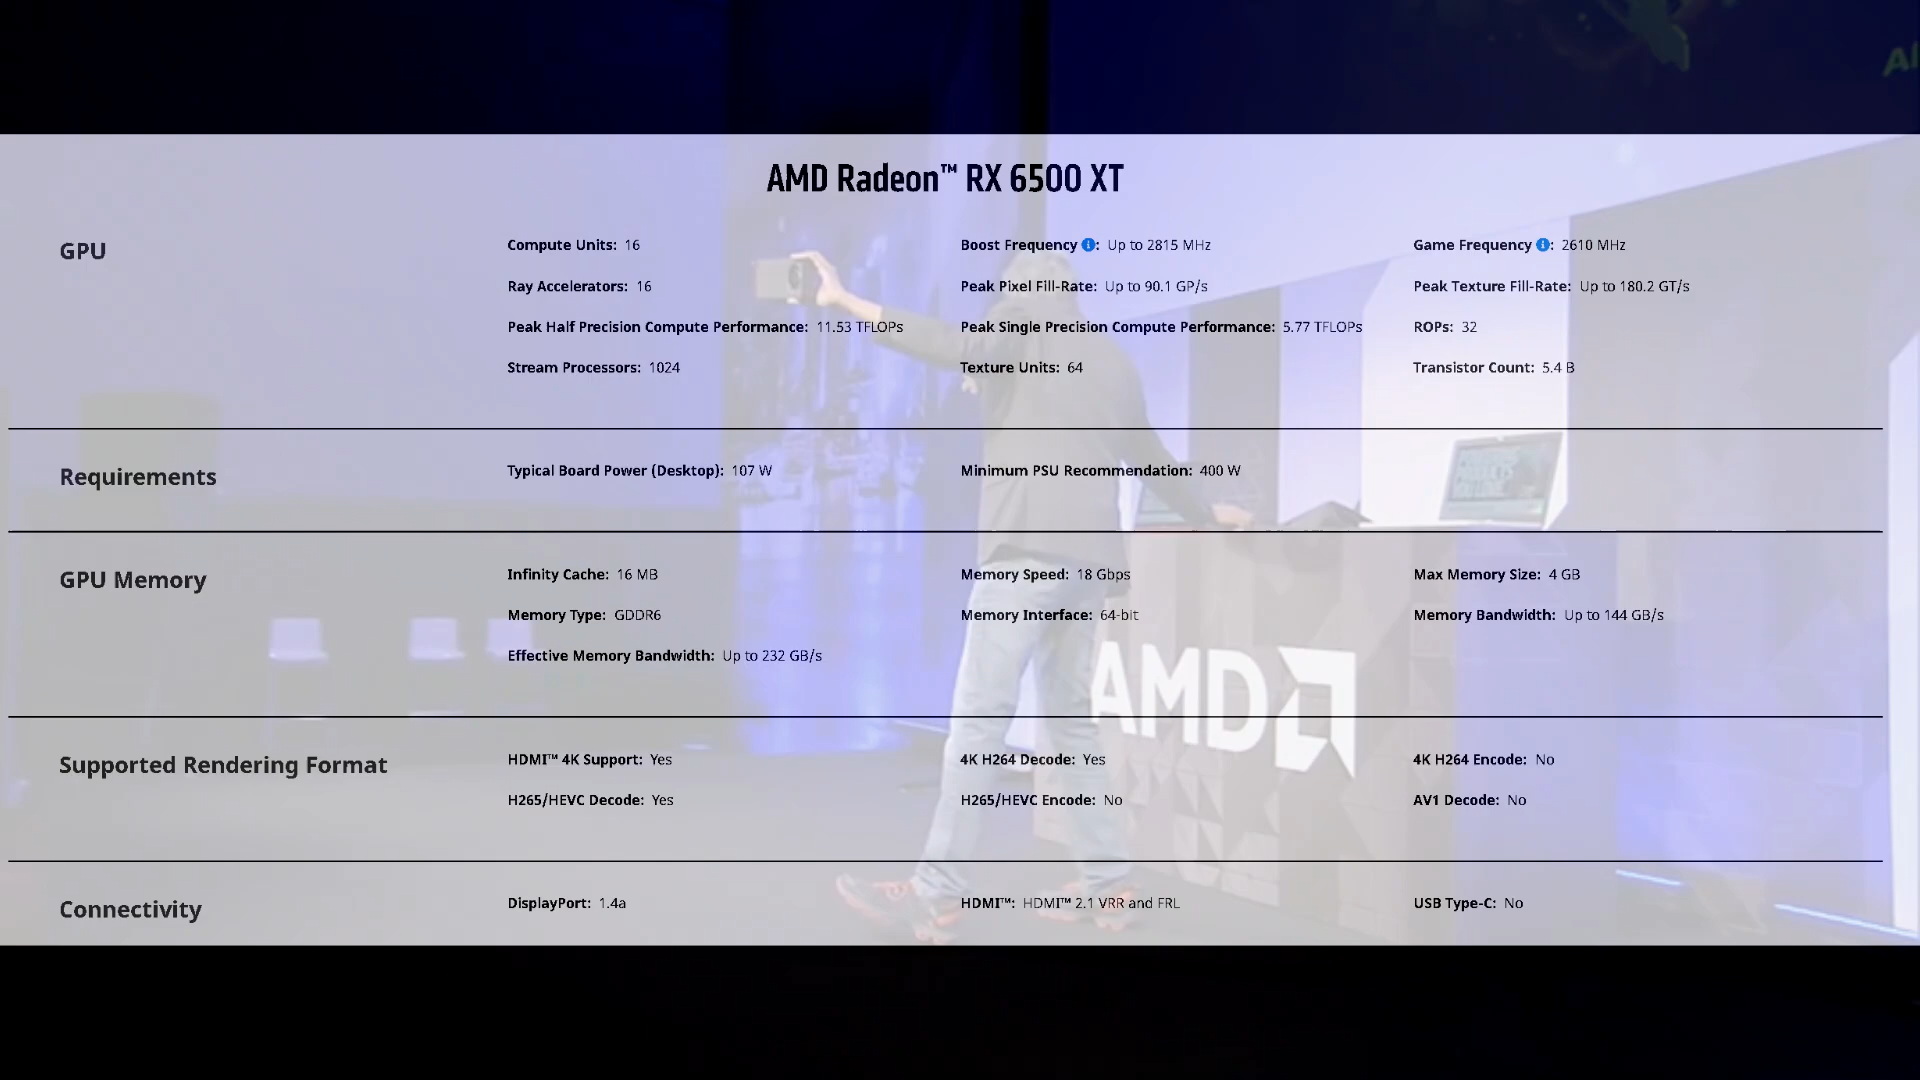 AMD Radeon™ RX 6500 XT
GPU
Compute Units: 16
Boost Frequency : Up to 2815 MHz
Game Frequency : 2610 MHz
Ray Accelerators: 16
Peak Pixel Fill-Rate: Up to 90.1 GP/s
Peak Texture Fill-Rate: Up to 180.2 GT/s
Peak Half Precision Compute Performance: 11.53 TFLOPs
Peak Single Precision Compute Performance: 5.77 TFLOPs
ROPs: 32
Stream Processors: 1024
Texture Units: 64
Transistor Count: 5.4 B
Requirements
Typical Board Power (Desktop): 107 W
Minimum PSU Recommendation: 400 W
GPU Memory
Infinity Cache: 16 MB
Memory Speed: 18 Gbps
Max Memory Size: 4 GB
Memory Type: GDDR6
Memory Interface: 64-bit
Memory Bandwidth: Up to 144 GB/s
Effective Memory Bandwidth: Up to 232 GB/s
AMD
Supported Rendering Format
HDMI™ 4K Support: Yes
4K H264 Decode: Yes
4K H264 Encode: No
H265/HEVC Decode: Yes
H265/HEVC Encode: No
AV1 Decode: No
Connectivity
DisplayPort: 1.4a
HDMI™: HDMI™ 2.1 VRR and FRL
USB Type-C: No